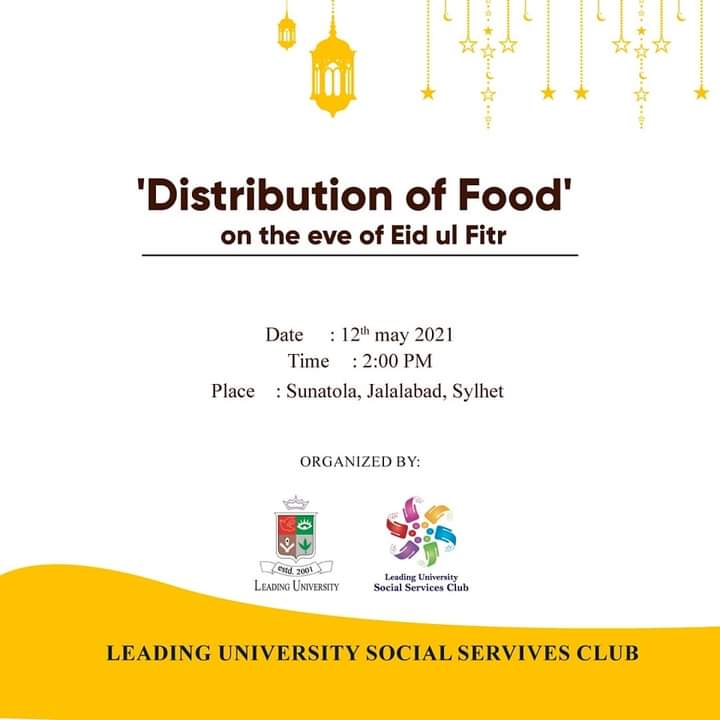 'Distribution of Food'
on the eve of Eid ul Fitr
Date : 12th may 2021
Time : 2:00 PM
Place : Sunatola, Jalalabad, Sylhet
ORGANIZED BY:
estd. 2001
LEADING UNIVERSITY
Leading University
Social Services Club
LEADING UNIVERSITY SOCIAL SERVIVES CLUB